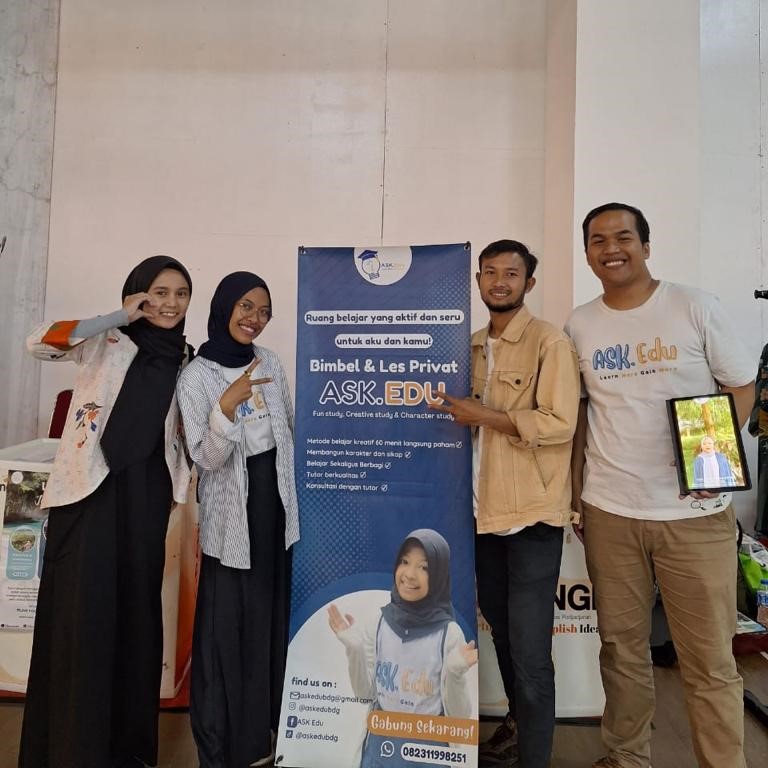 ASK.EDU
Ruang belajar yang aktif dan seru
untuk aku dan kamu!
Bimbel & Les Privat
ASK.EDU
Fun study, Creative study & Character study
Metode belajar kreatif 60 menit langsung paham
Membangun karakter dan sikap
Belajar Sekaligus Berbagi
Tutor berkualitas
Konsultasi dengan tutor
ASK. Edu
Learn More Gain More
ASK. Edu
find us on :
askedubdg@gmail.com
@askedubdg
ASK Edu
@askedubdg
Gabung Sekarang!
082311998251